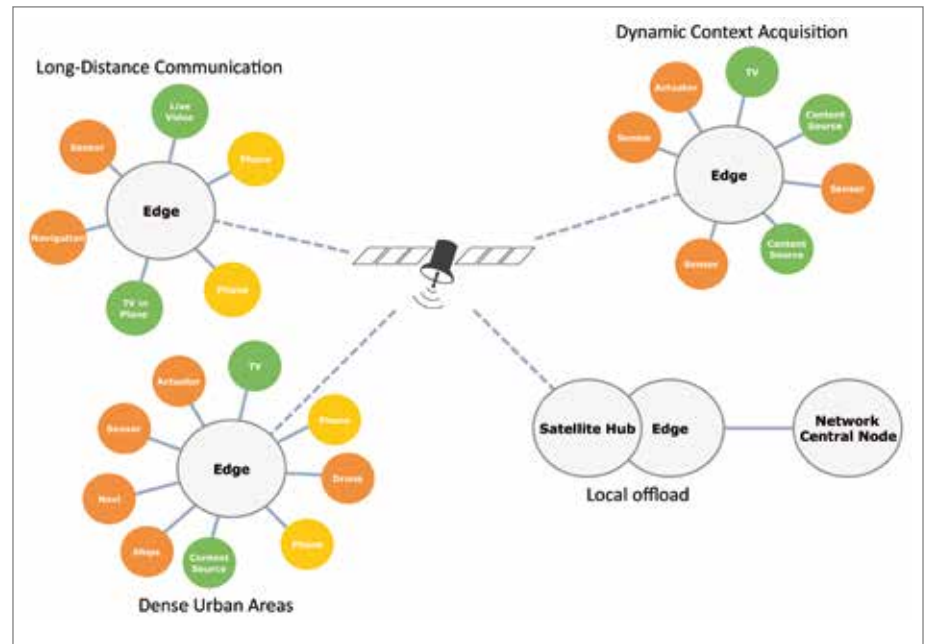 Dynamic Context Acquisition
Long-Distance Communication
Live
Video
Sensor
Phone
Edge
Navigation
Phone
TV in
Plane
TV
Actuator
Content
Source
Sensor
Edge
Sensor
Content
Source
Sensor
TV
Actuator
Phone
Sensor
Edge
Drone
Navi
Ships
Phone
Content
Source
Dense Urban Areas
Satellite Hub
Edge
Network
Central Node
Local offload